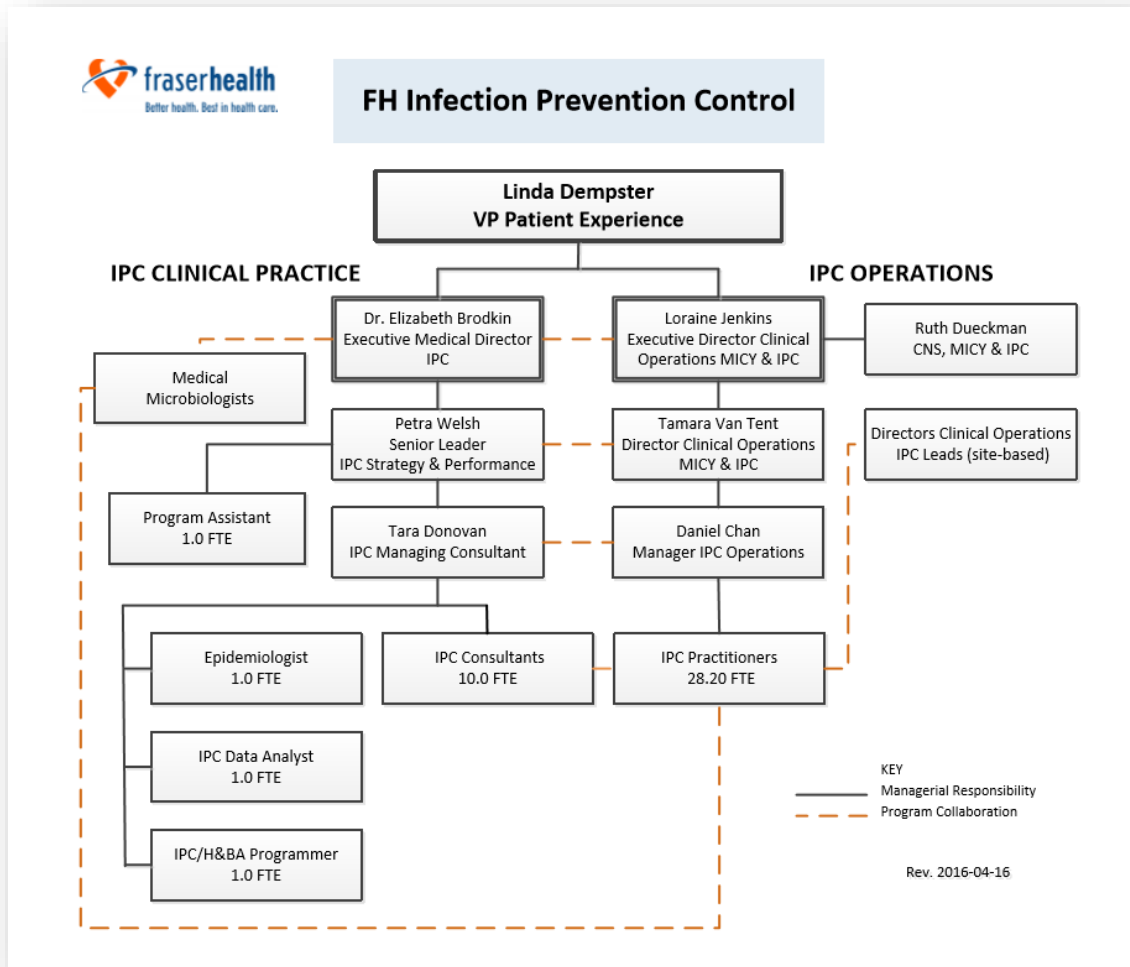 fraserhealth
Better health. Best in health care.
FH Infection Prevention Control
Linda Dempster
VP Patient Experience
IPC CLINICAL PRACTICE
IPC OPERATIONS
Dr. Elizabeth Brodkin
Executive Medical Director
IPC
Loraine Jenkins
Executive Director Clinical
Operations MICY & IPC
Ruth Dueckman
CNS, MICY & IPC
Medical
Microbiologists
Petra Welsh
Senior Leader
IPC Strategy & Performance
Tamara Van Tent
Director Clinical Operations
MICY & IPC
Directors Clinical Operations
IPC Leads (site-based)
Program Assistant
1.0 FTE
Tara Donovan
IPC Managing Consultant
Daniel Chan
Manager IPC Operations
Epidemiologist
1.0 FTE
IPC Consultants
10.0 FTE
IPC Practitioners
28.20 FTE
IPC Data Analyst
1.0 FTE
IPC/H&BA Programmer
1.0 FTE
KEY
Managerial Responsibility
Program Collaboration
Rev. 2016-04-16